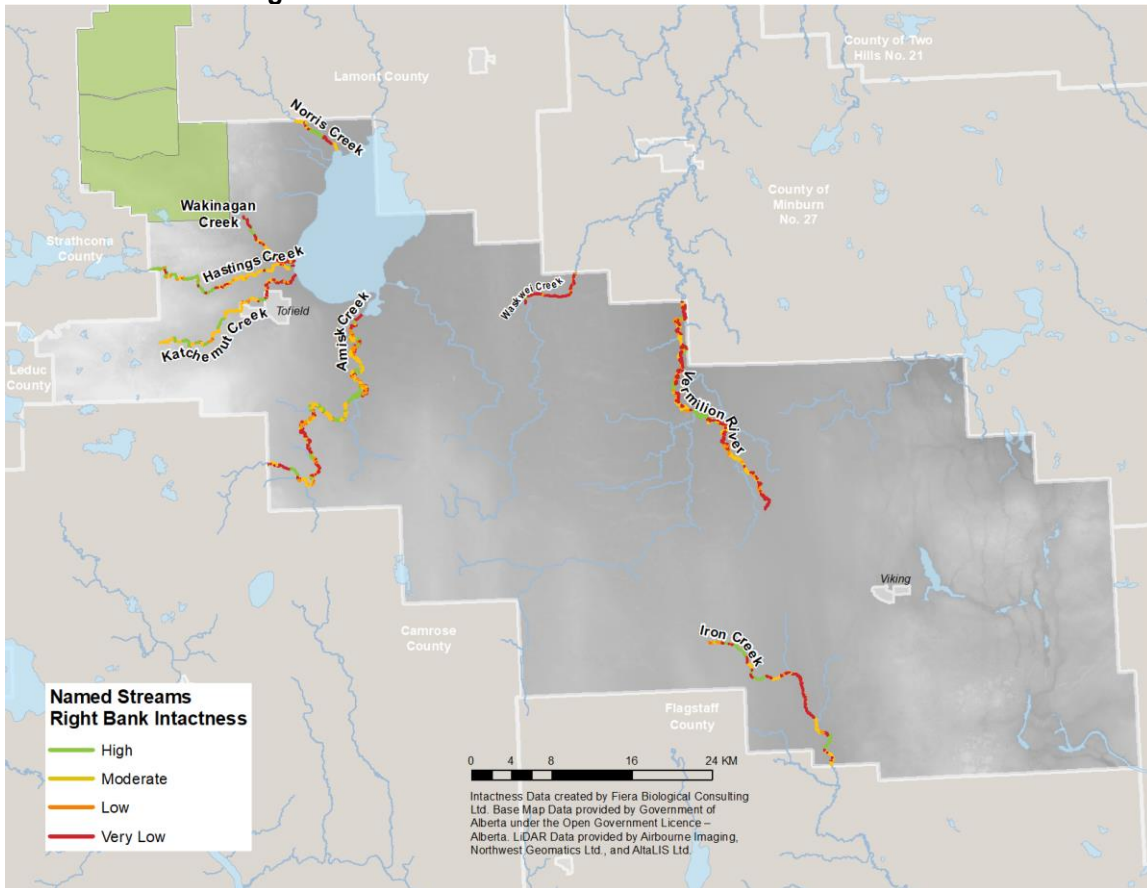 County of Two
Hills No. 21
Lamont County
Norris Creek
County of
Minburn
No. 27
Wakinagan
Creek
Strathcona
County
Hastings Creek
Waskwei Creek
Tofield
Katchemut Creek
Amisk Creek
Leduc
County
Vermilion River
Viking
Iron Creek
Camrose
County
Flagstaff
County
Named Streams
Right Bank Intactness
High
Moderate
Low
Very Low
0 4 8 16 24 KM
Intactness Data created by Fiera Biological Consulting
Ltd. Base Map Data provided by Government of
Alberta under the Open Government Licence –
Alberta. LiDAR Data provided by Airbourne Imaging,
Northwest Geomatics Ltd., and AltaLIS Ltd.